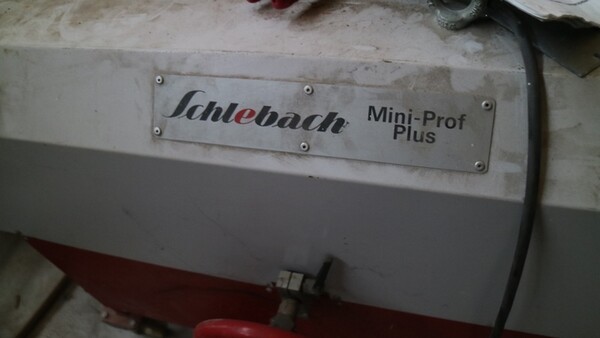 Schlebach
Mini-Prof
Plus